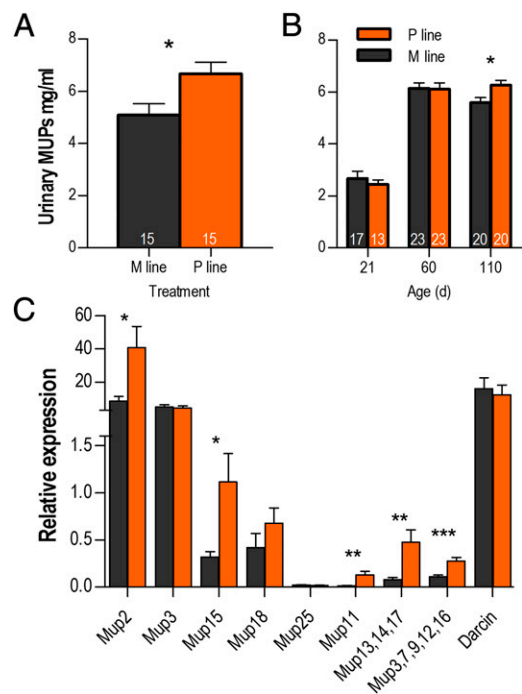 A
Urinary MUPs mg/ml
8
6
4
2
0
*
15 15
M line P line
Treatment
B
P line
M line
8
6
4
2
0
*
17 13 23 23 20 20
21 60 110
Age (d)
C
Relative expression
60
40
20
1.5
1.0
0.5
0.0
* * ** ** ***
Mup2 Mup3 Mup15 Mup18 Mup25 Mup11 Mup13,14,17 Mup3,7,9,12,16 Darcin